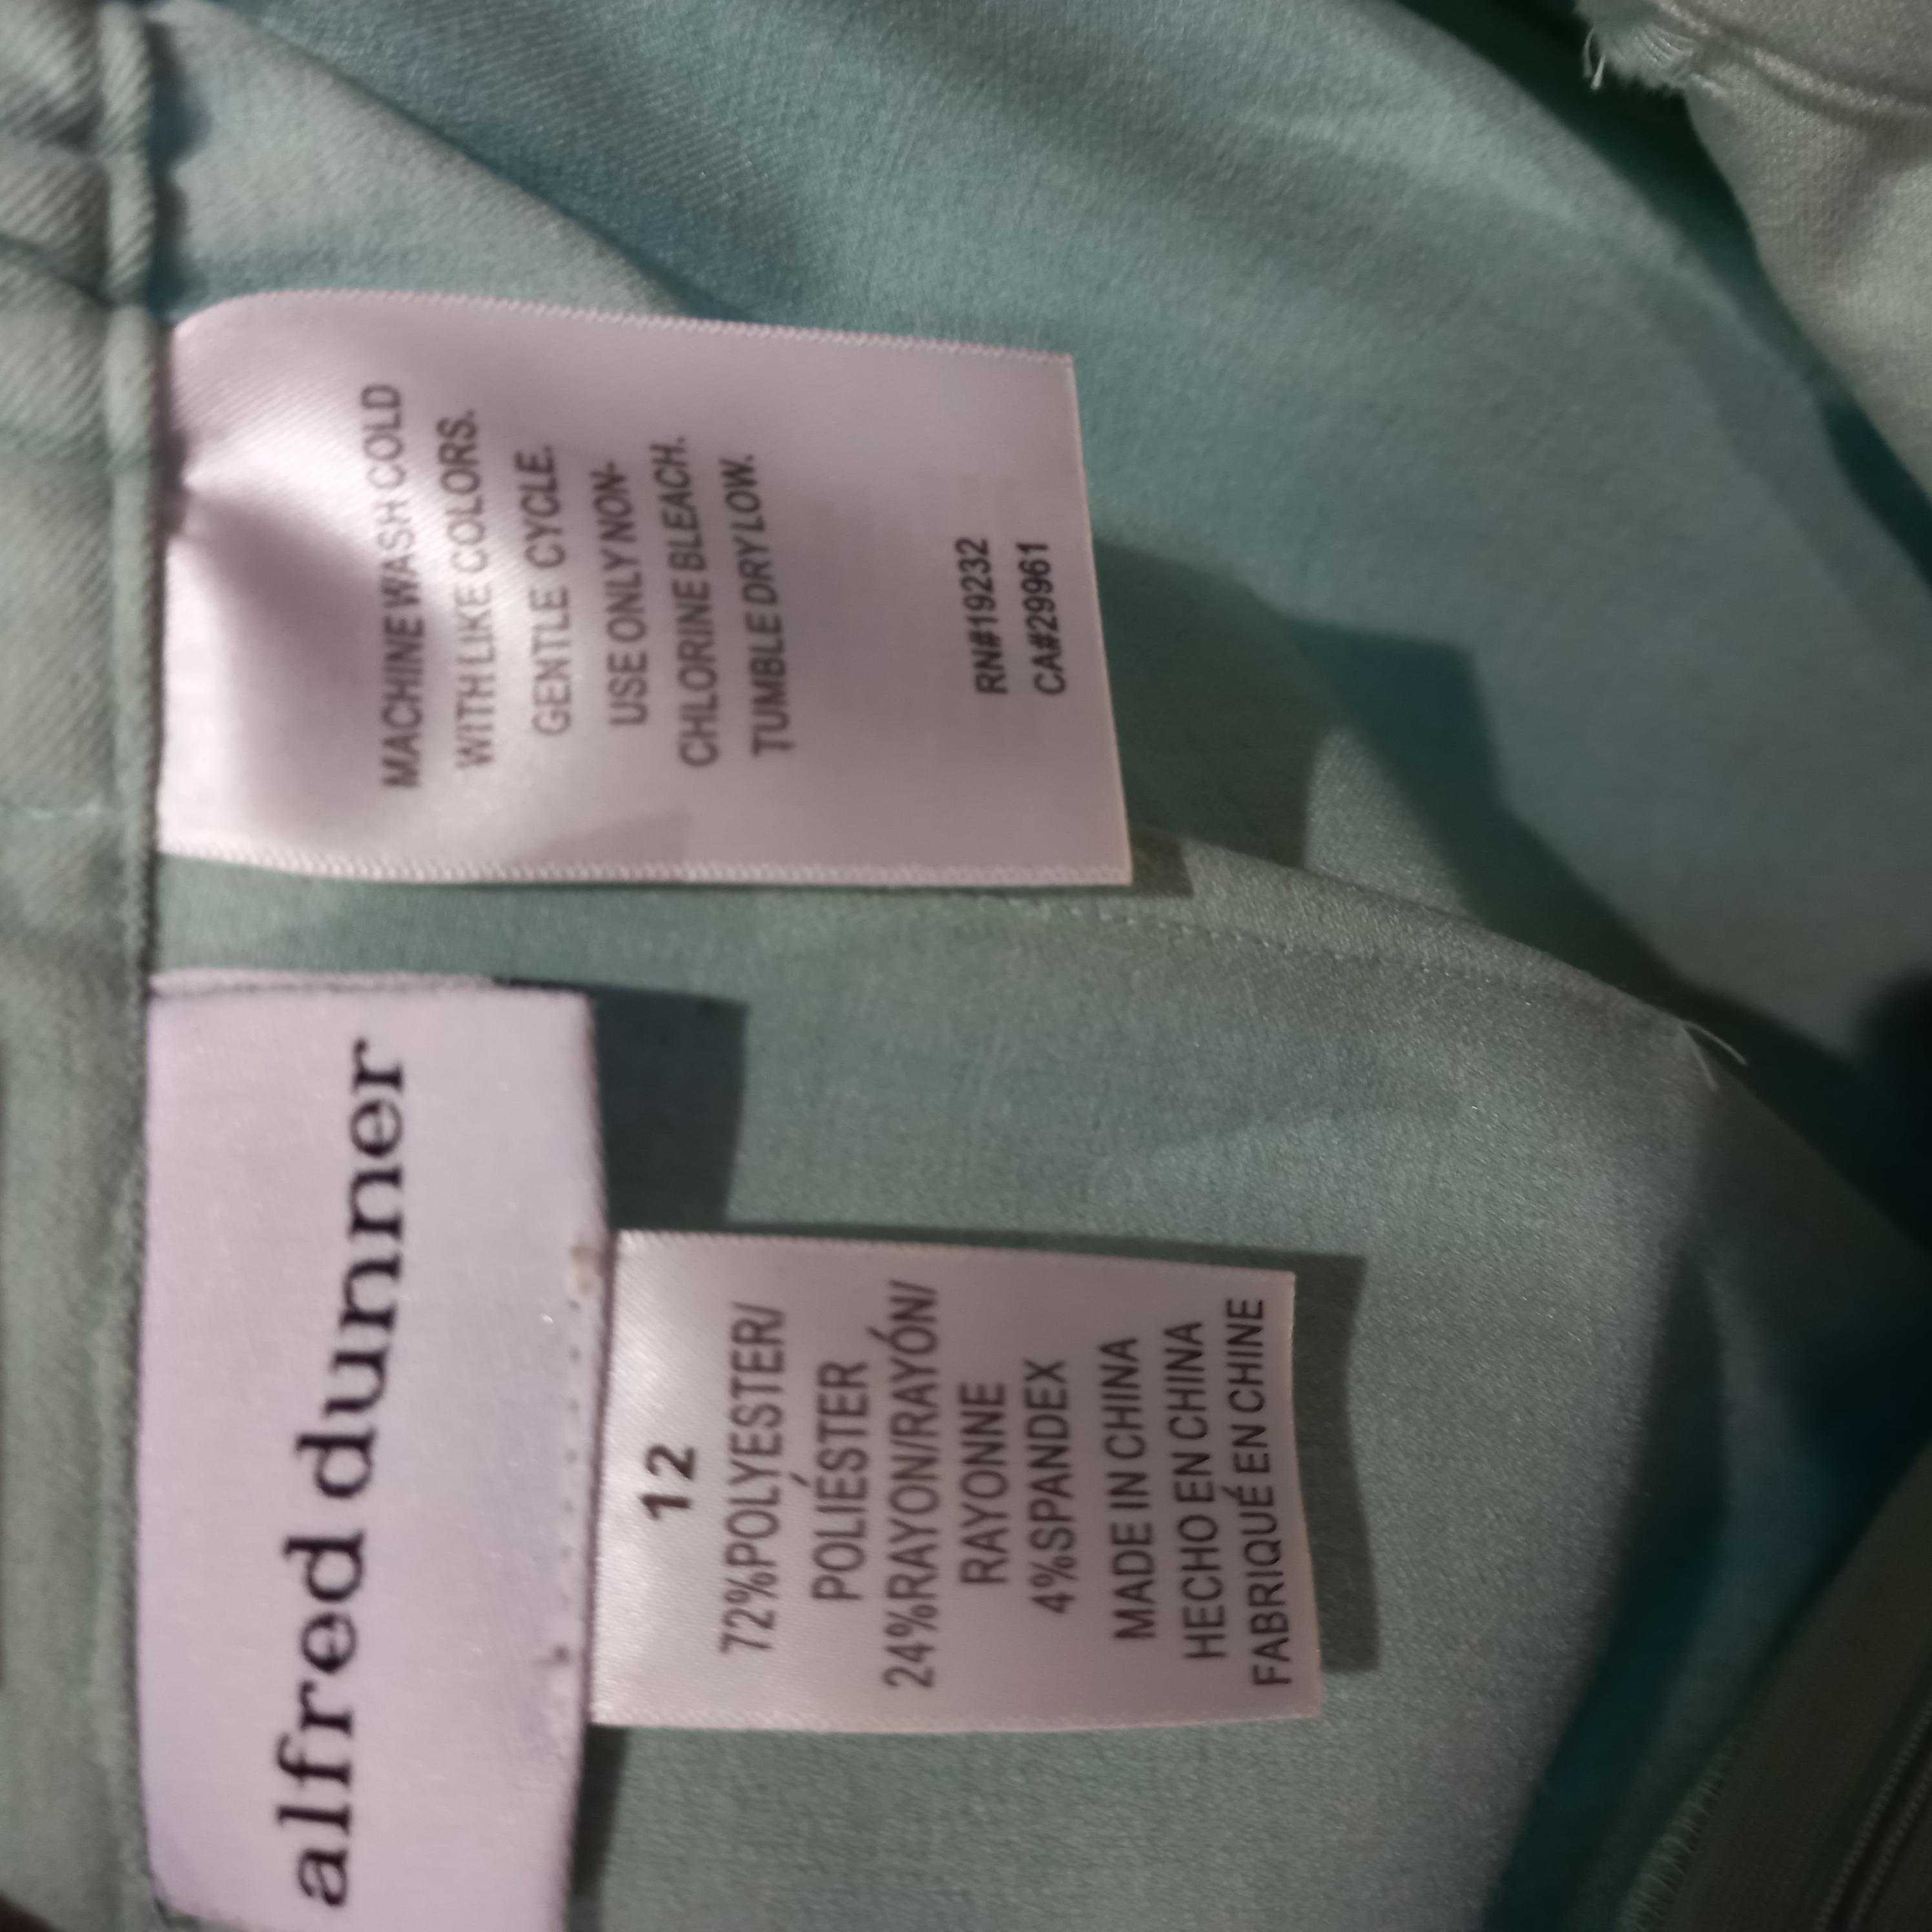 alfred dunner
12
72%POLYESTER/
POLIÉSTER
24%RAYON/RAYÓN/
RAYONNE
4%SPANDEX
MADE IN CHINA
HECHO EN CHINA
FABRIQUÉ EN CHINE
MACHINE WASH COLD
WITH LIKE COLORS.
GENTLE CYCLE.
USE ONLY NON-
CHLORINE BLEACH.
TUMBLE DRY LOW.
RN#19232
CA#29961